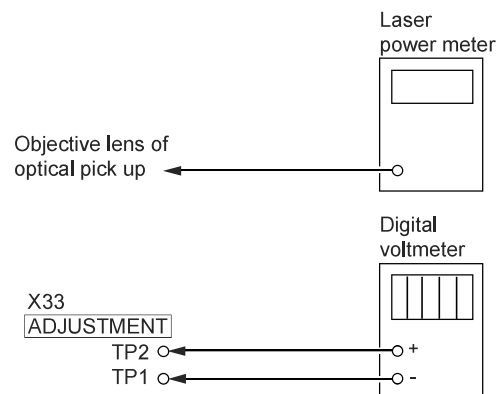 Laser
power meter
Objective lens of
optical pick up
Digital
voltmeter
X33
ADJUSTMENT
TP2
+
TP1
-